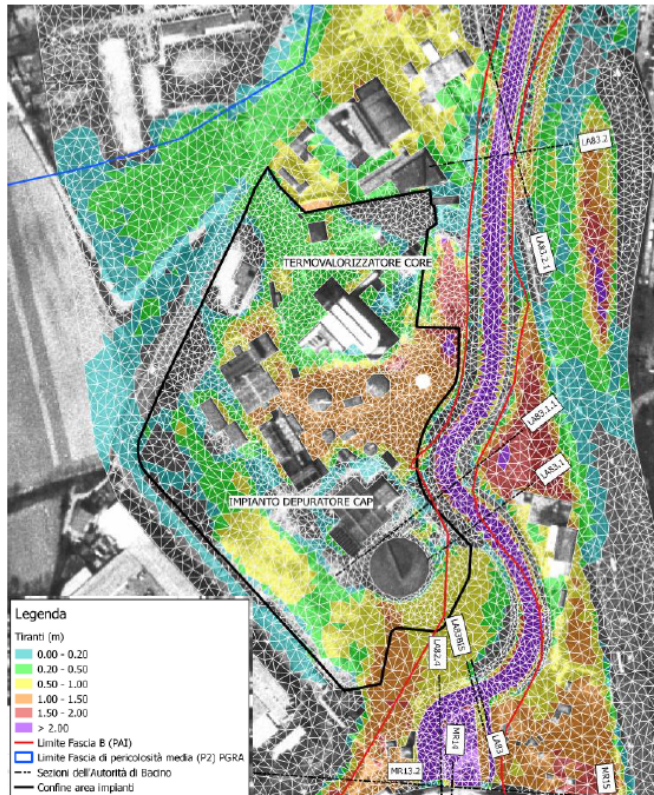 LA83.2
LA83.2.1
TERMOVALORIZZATORE CORE
LA83.1.1
LA83.1
IMPIANTO DEPURATORE CAP
LA83BIS
LA82.4
LA83
MR14
MR13.2
MR15
Legenda
Tiranti (m)
0.00 - 0.20
0.20 - 0.50
0.50 - 1.00
1.00 - 1.50
1.50 - 2.00
> 2.00
Limite Fascia B (PAI)
Limite Fascia di pericolosità media (P2) PGRA
Sezioni dell'Autorità di Bacino
Confine area impianti